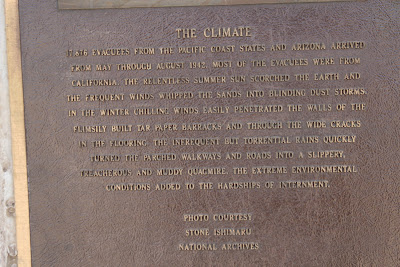 THE CLIMATE
7,876 EVACUEES FROM THE PACIFIC COAST STATES AND ARIZONA ARRIVED
FROM MAY THROUGH AUGUST 1942. MOST OF THE EVACUEES WERE FROM
CALIFORNIA. THE RELENTLESS SUMMER SUN SCORCHED THE EARTH AND
THE FREQUENT WINDS WHIPPED THE SANDS INTO BLINDING DUST STORMS.
IN THE WINTER CHILLING WINDS EASILY PENETRATED THE WALLS OF THE
FLIMSILY BUILT TAR PAPER BARRACKS AND THROUGH THE WIDE CRACKS
IN THE FLOORING. THE INFREQUENT BUT TORRENTIAL RAINS QUICKLY
TURNED THE PARCHED WALKWAYS AND ROADS INTO A SLIPPERY,
TREACHEROUS AND MUDDY QUAGMIRE. THE EXTREME ENVIRONMENTAL
CONDITIONS ADDED TO THE HARDSHIPS OF INTERNMENT.
PHOTO COURTESY
STONE ISHIMARU
NATIONAL ARCHIVES